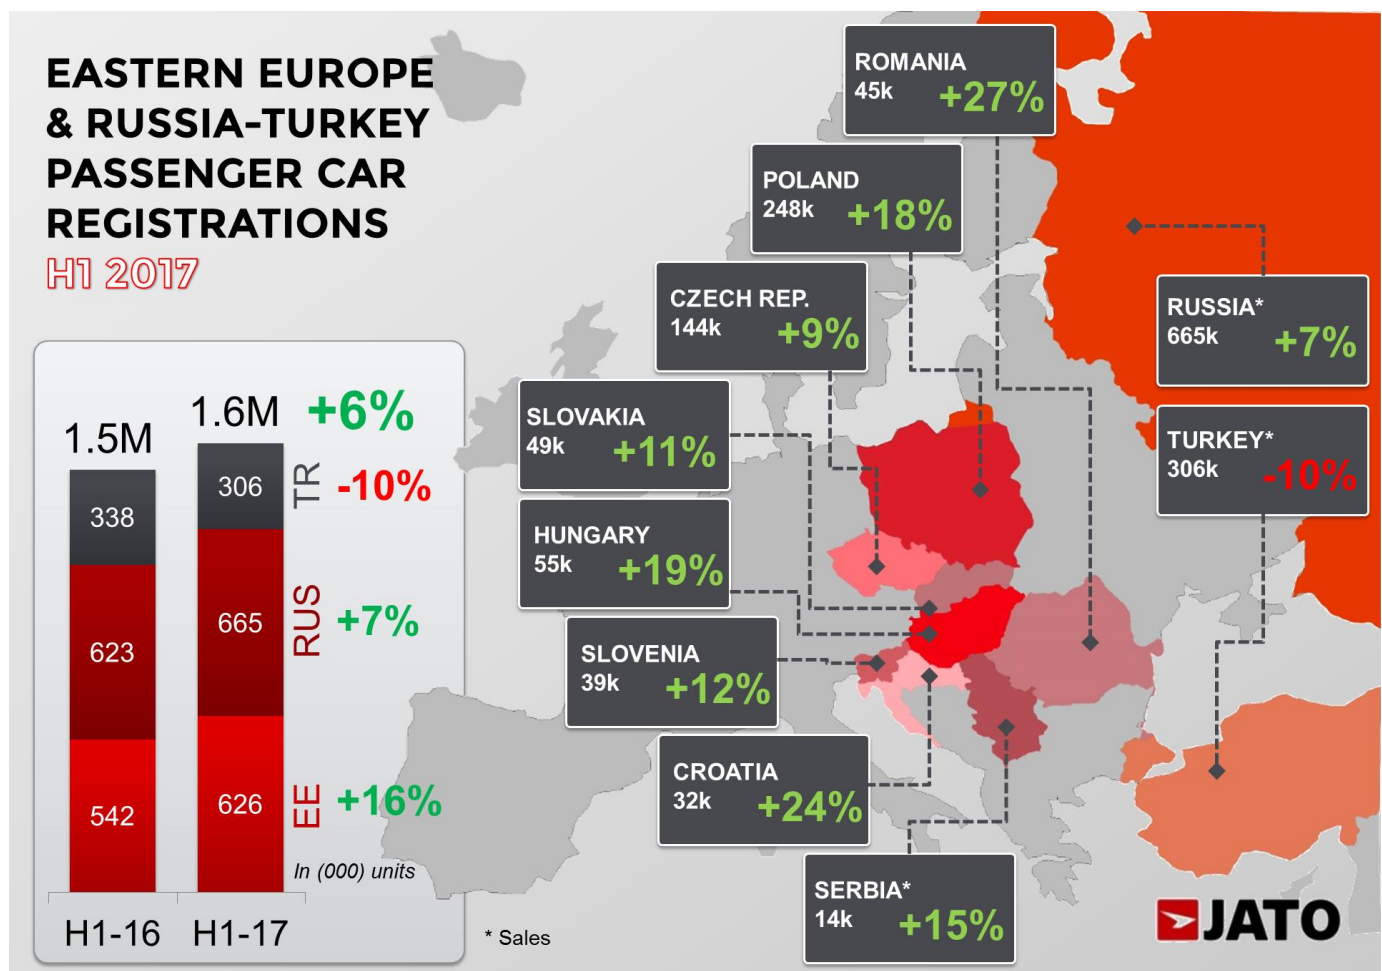 EASTERN EUROPE
& RUSSIA-TURKEY
PASSENGER CAR
REGISTRATIONS
H1 2017
1.5M
1.6M
+6%
338
306
TR
-10%
623
665
RUS
+7%
542
626
EE
+16%
In (000) units
H1-16
H1-17
* Sales
ROMANIA
45k +27%
POLAND
248k +18%
CZECH REP.
144k +9%
SLOVAKIA
49k +11%
HUNGARY
55k +19%
SLOVENIA
39k +12%
CROATIA
32k +24%
SERBIA*
14k +15%
RUSSIA*
665k +7%
TURKEY*
306k -10%
JATO